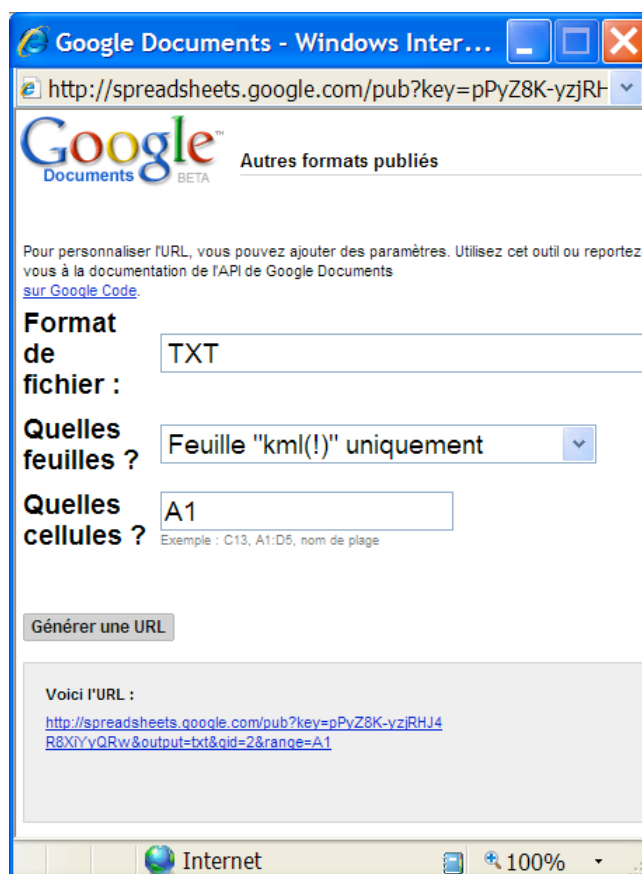 Google Documents - Windows Inter...
http://spreadsheets.google.com/pub?key=pPyZ8K-yzjRH
Google™
Documents BETA
Autres formats publiés
Pour personnaliser l'URL, vous pouvez ajouter des paramètres. Utilisez cet outil ou reportez
vous à la documentation de l'API de Google Documents
sur Google Code.
Format
de
fichier :
TXT
Quelles
feuilles ?
Feuille "kml(!)" uniquement
Quelles
cellules ?
A1
Exemple : C13, A1:D5, nom de plage
Générer une URL
Voici l'URL :
http://spreadsheets.google.com/pub?key=pPyZ8K-yzjRHJ4
R8XiYyQRw&output=txt&gid=2&range=A1
Internet
100%